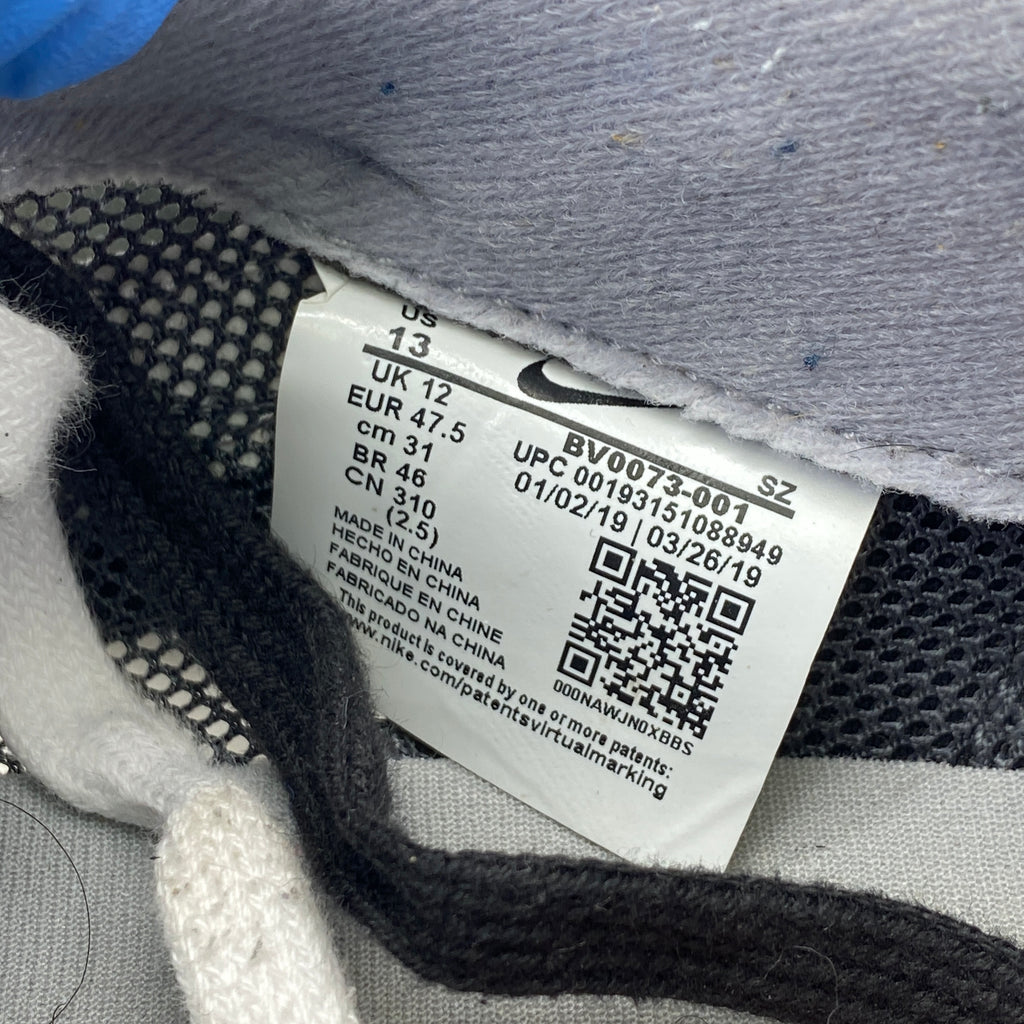 US
13
UK 12
EUR 47.5
cm 31
BR 46
CN 310
(2.5)
MADE IN CHINA
HECHO EN CHINA
FABRIQUE EN CHINE
FABRICADO NA CHINA
This product is covered by one or more patents:
www.nike.com/patentsvirtualmarking
BV0073-001 SZ
UPC 00193151088949
01/02/19 | 03/26/19
000NAWJN0XBBS